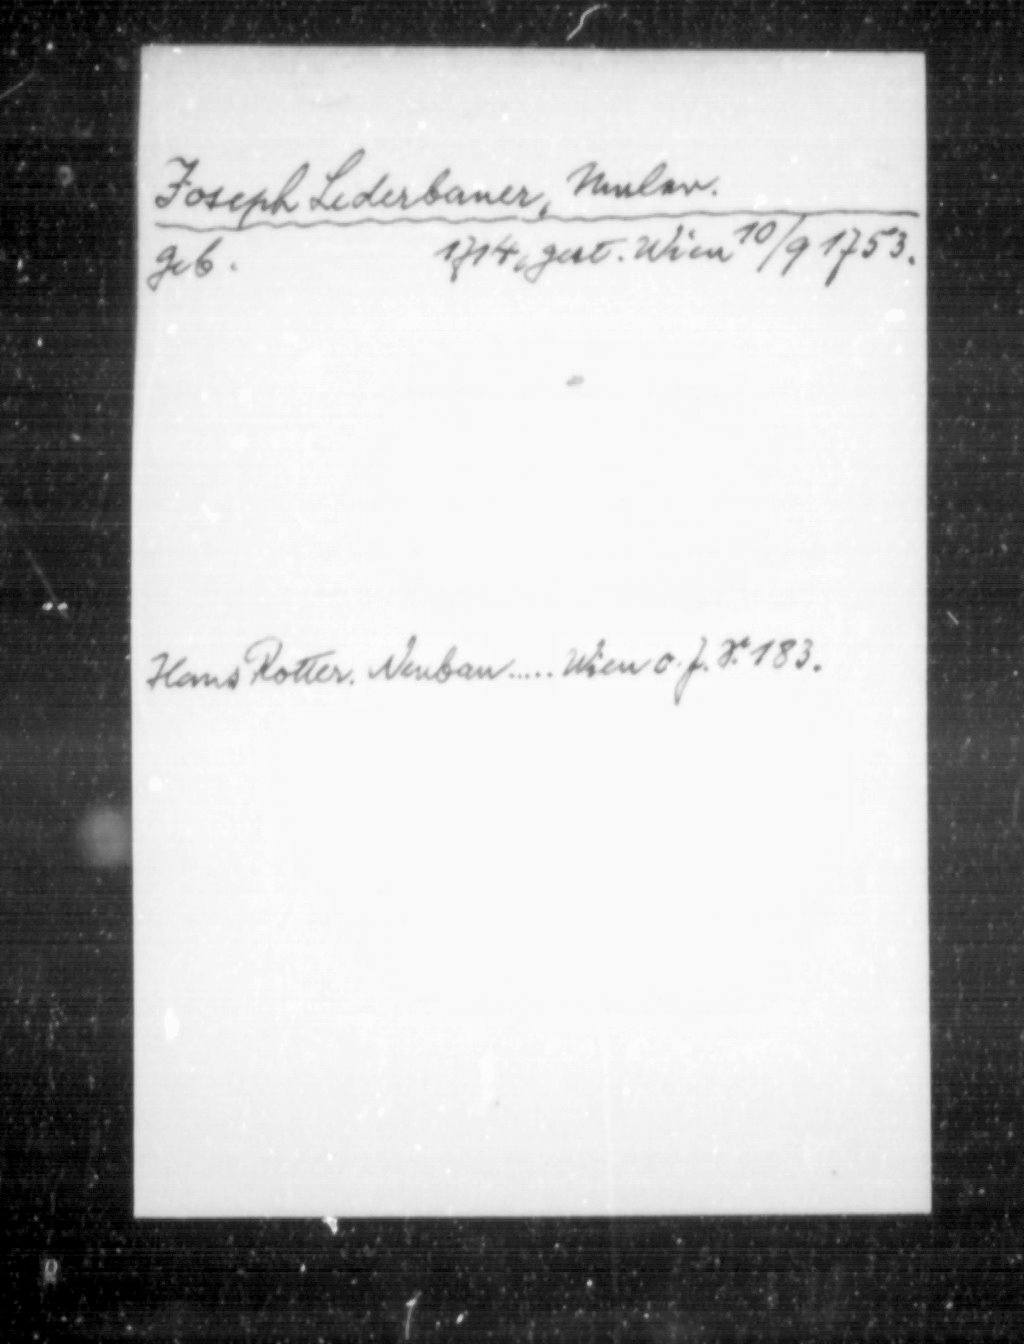 Joseph Lederbauer, Maler.
geb. 1714, gest. Wien 10/9 1753.
Hans Rotter. Neubau..... Wien o. J. S. 183.